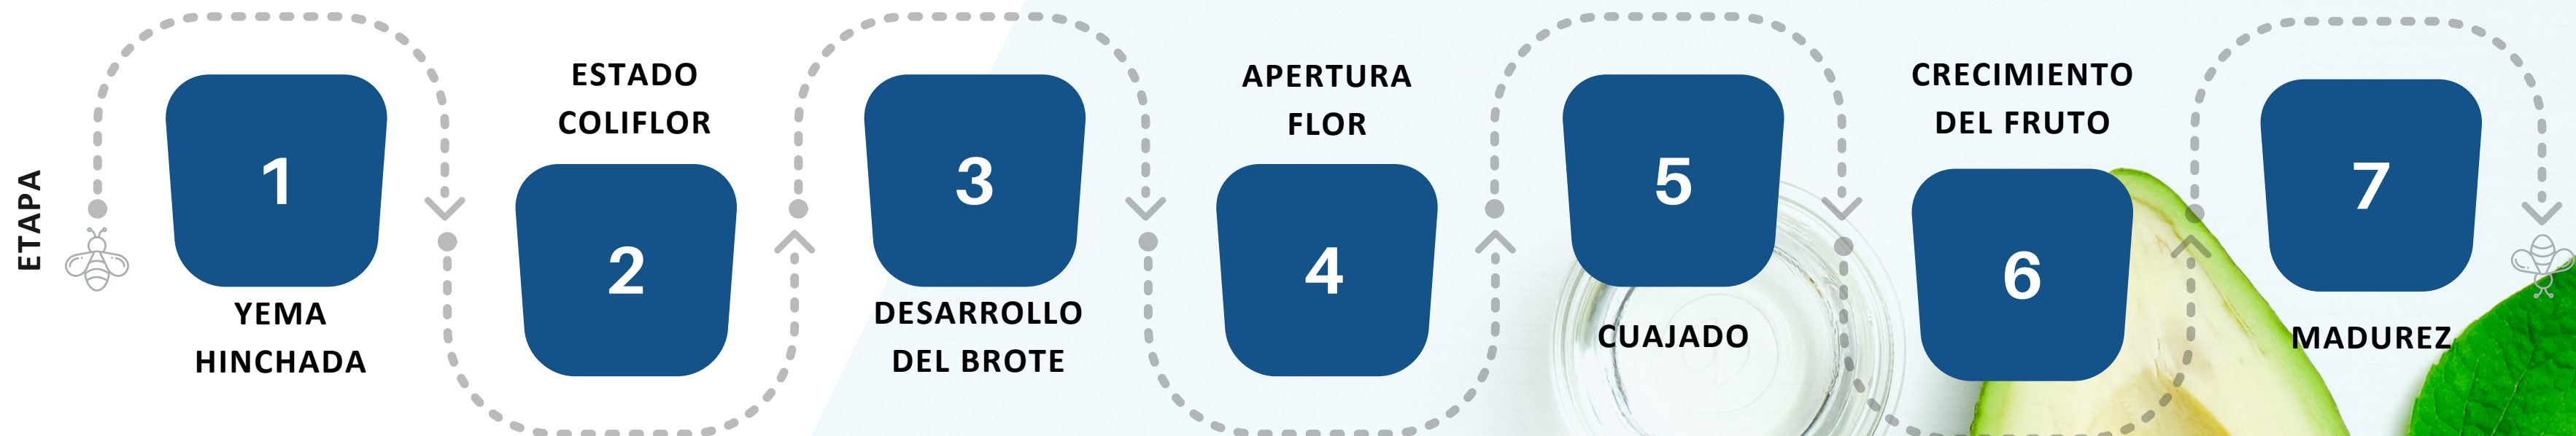 ETAPA
1
YEMA
HINCHADA
ESTADO
COLIFLOR
2
3
DESARROLLO
DEL BROTE
APERTURA
FLOR
4
5
CUAJADO
CRECIMIENTO
DEL FRUTO
6
7
MADUREZ